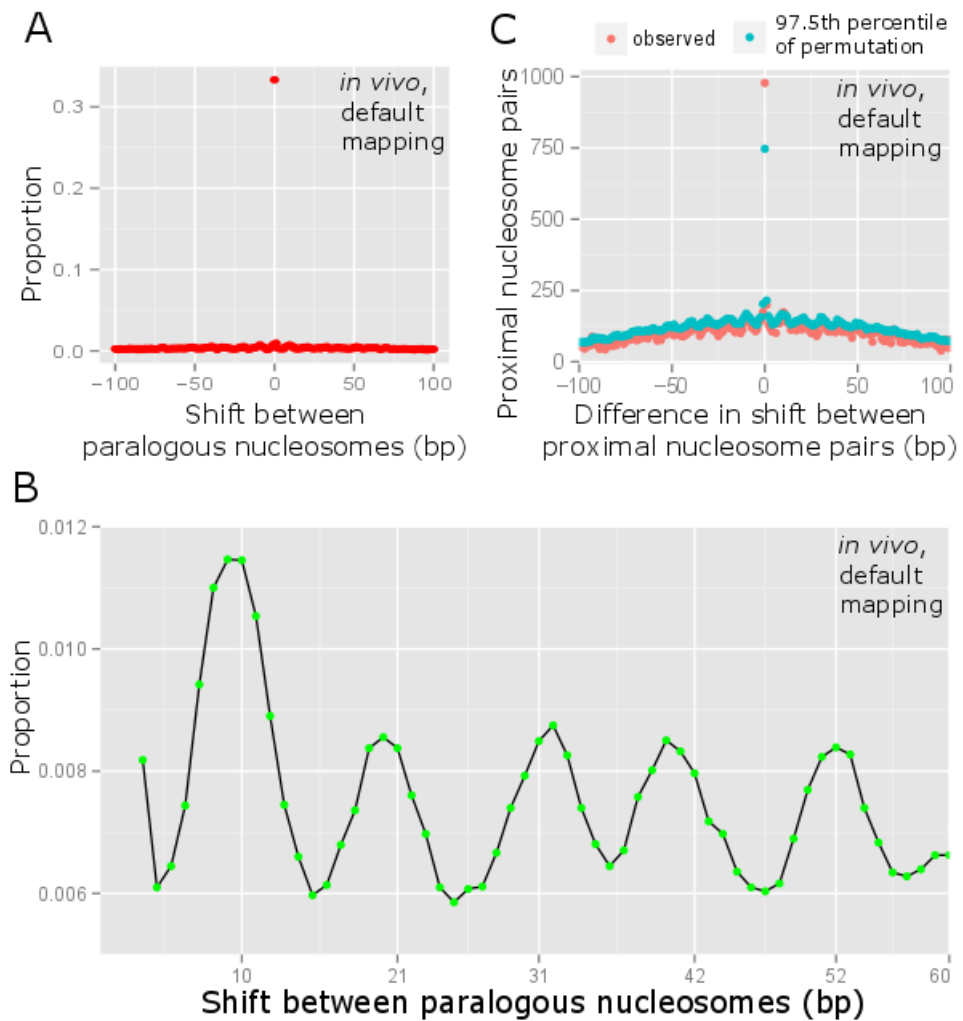 A
in vivo,
default
mapping
0.3
0.2
0.1
0.0
Proportion
−100
−50
0
50
100
Shift between
paralogous nucleosomes (bp)
C
observed
97.5th percentile
of permutation
in vivo,
default
mapping
1000
750
500
250
0
Proximal nucleosome pairs
−100
−50
0
50
100
Difference in shift between
proximal nucleosome pairs (bp)
B
in vivo,
default
mapping
0.012
0.010
0.008
0.006
Proportion
10
21
31
42
52
60
Shift between paralogous nucleosomes (bp)